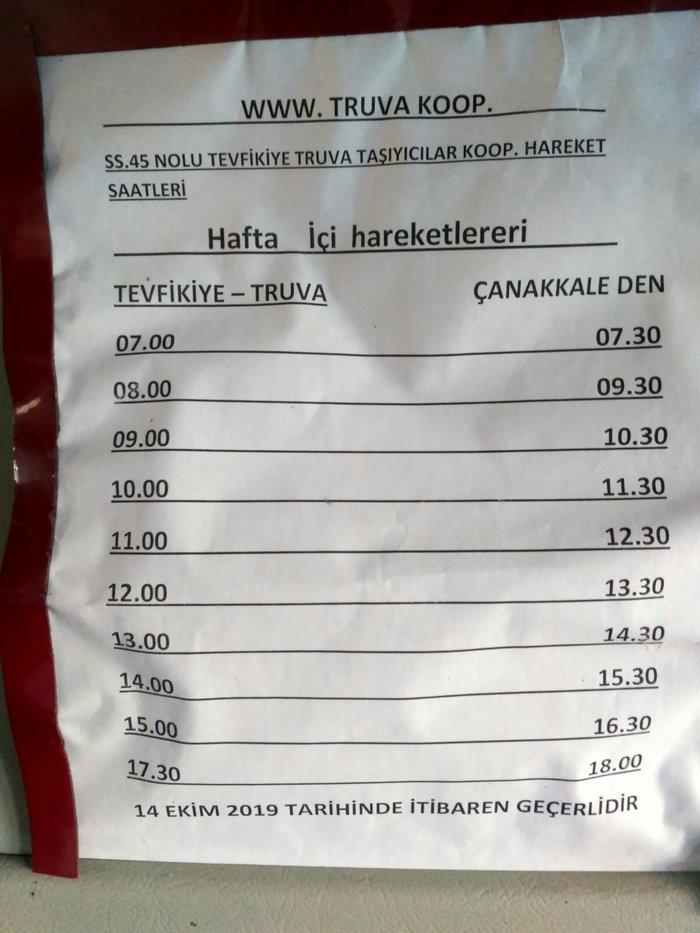 WWW. TRUVA KOOP.
SS.45 NOLU TEVFİKİYE TRUVA TAŞIYICILAR KOOP. HAREKET
SAATLERİ
Hafta İçi hareketlereri
TEVFİKİYE – TRUVA ÇANAKKALE DEN
07.00 07.30
08.00 09.30
09.00 10.30
10.00 11.30
11.00 12.30
12.00 13.30
13.00 14.30
14.00 15.30
15.00 16.30
17.30 18.00
14 EKİM 2019 TARİHİNDE İTİBAREN GEÇERLİDİR